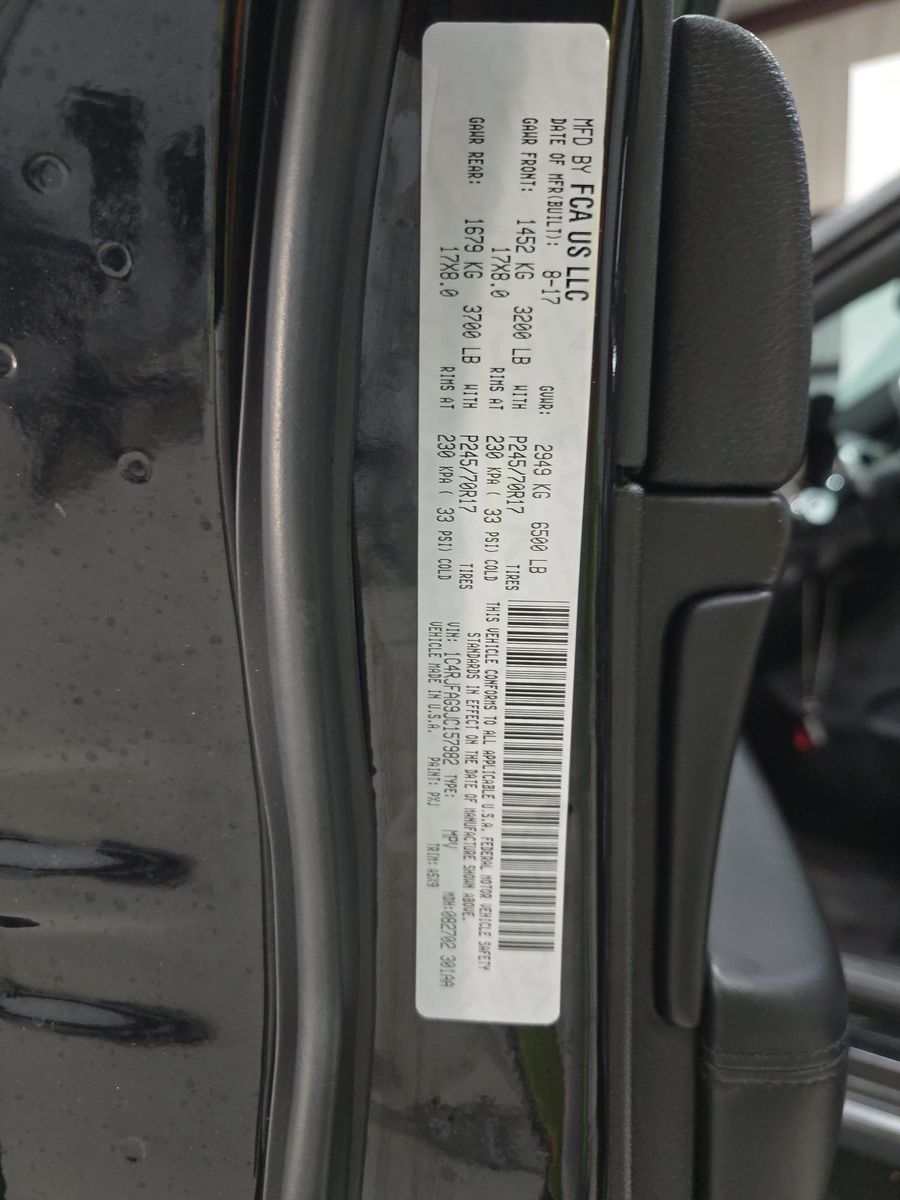 MFD BY FCA US LLC
DATE OF MFR(BUILT): 8-17 GVWR: 2949 KG 6500 LB
GAWR FRONT: 1452 KG 3200 LB WITH P245/70R17 TIRES
17X8.0 RIMS AT 230 KPA ( 33 PSI) COLD
GAWR REAR: 1679 KG 3700 LB WITH P245/70R17 TIRES
17X8.0 RIMS AT 230 KPA ( 33 PSI) COLD
THIS VEHICLE CONFORMS TO ALL APPLICABLE U.S.A. FEDERAL MOTOR VEHICLE SAFETY
STANDARDS IN EFFECT ON THE DATE OF MANUFACTURE SHOWN ABOVE.
VIN: 1C4RJFAG9JC157982 TYPE: MPV MDH:082702 301AA
VEHICLE MADE IN U.S.A. PAINT: PXJ TRIM:A5X9